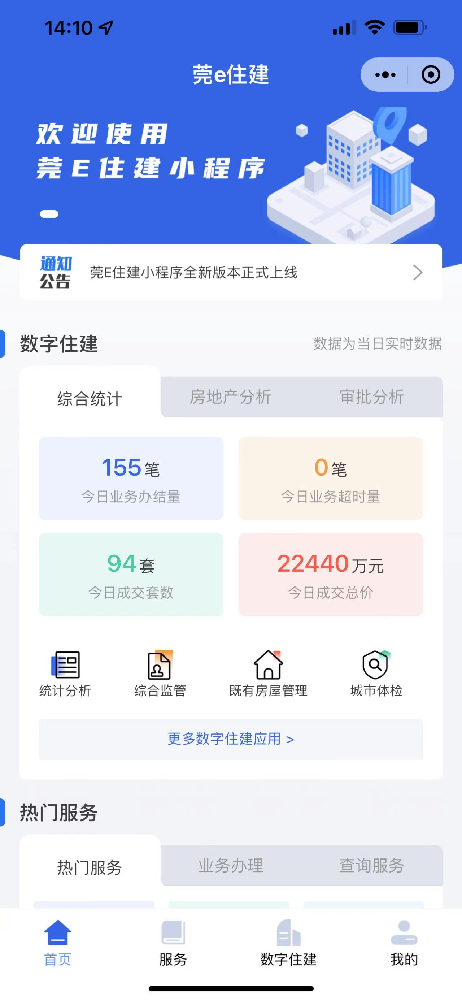 14:10
莞e住建
欢迎使用
莞E住建小程序
通知
公告
莞E住建小程序全新版本正式上线
数字住建
数据为当日实时数据
综合统计
房地产分析
审批分析
155笔
今日业务办结量
0笔
今日业务超时量
94套
今日成交套数
22440万元
今日成交总价
统计分析
综合监管
既有房屋管理
城市体检
更多数字住建应用 >
热门服务
热门服务
业务办理
查询服务
首页
服务
数字住建
我的